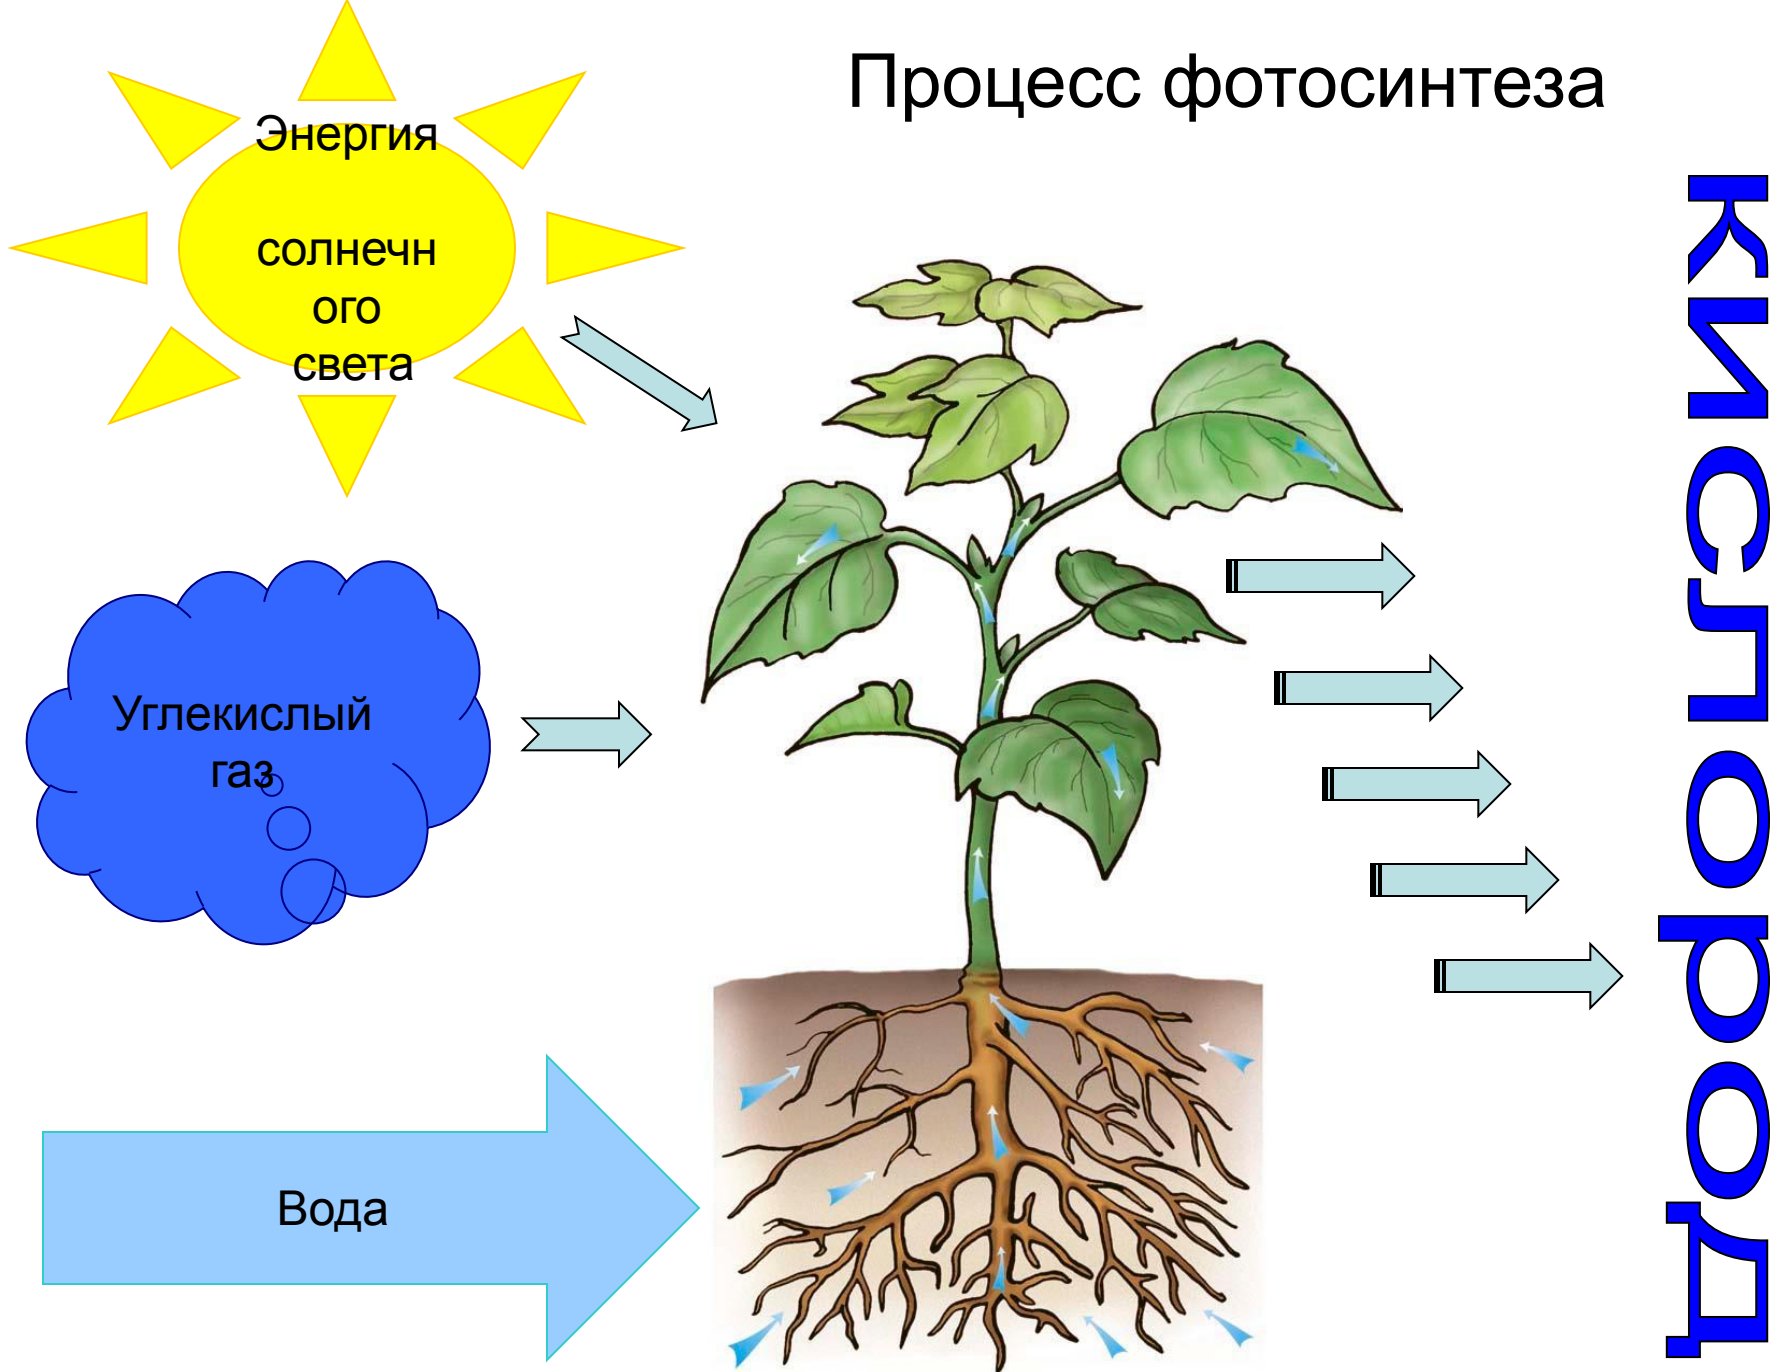 Процесс фотосинтеза
Энергия
солнечн
ого
света
Углекислый
газ
Вода
кислород